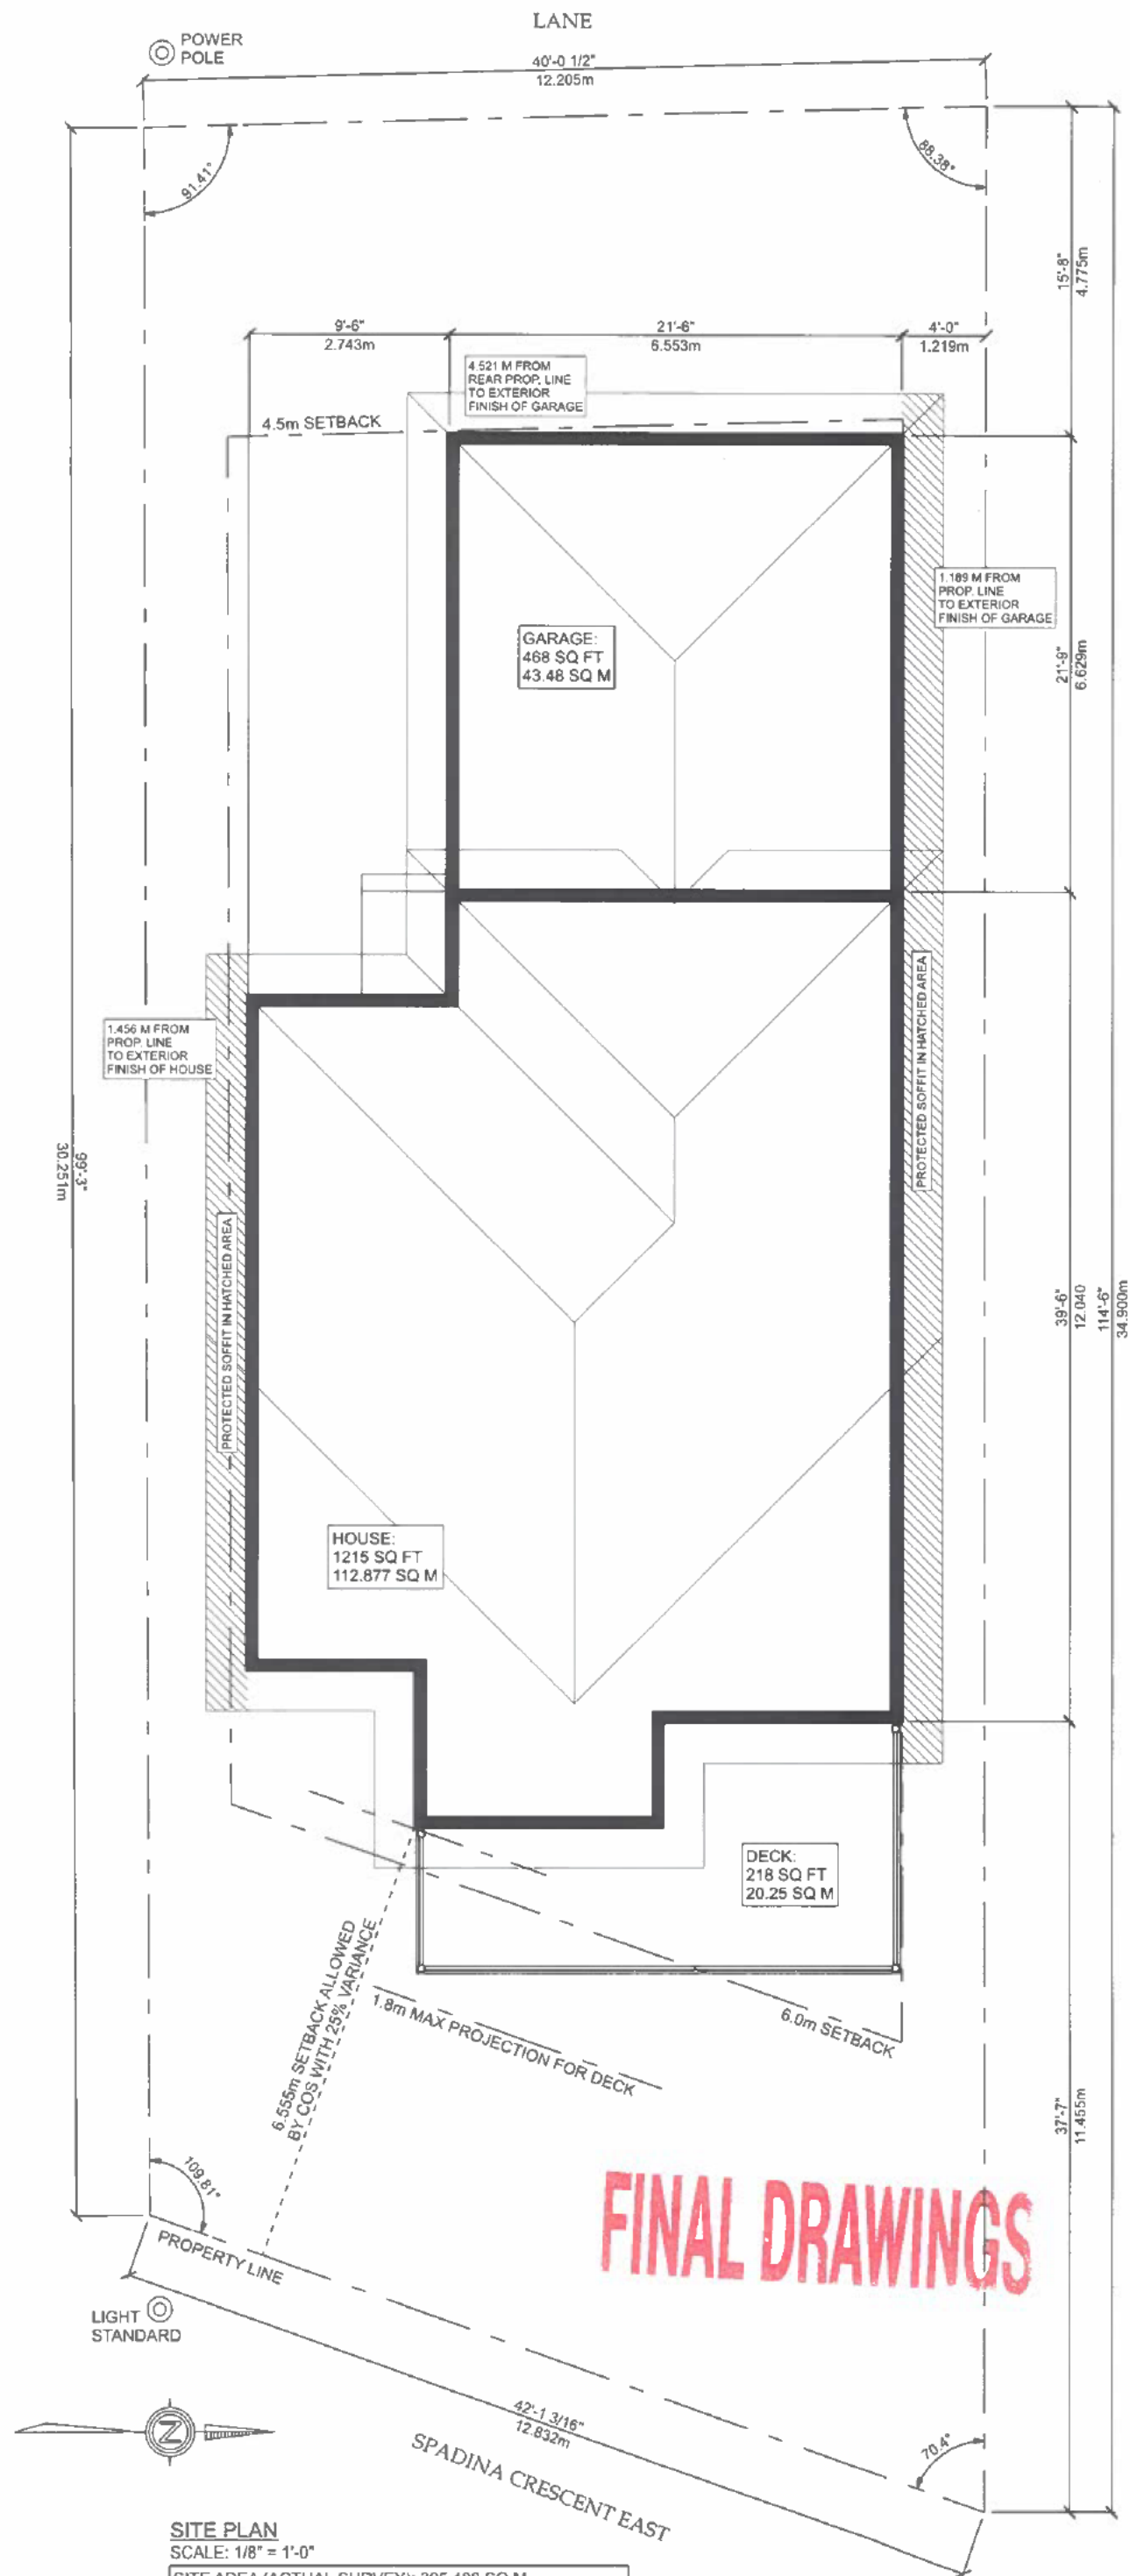 LANE
POWER
POLE
40'-0 1/2"
12.205m
91.41°
88.38°
15'-8"
4.775m
9'-6"
2.743m
21'-6"
6.553m
4'-0"
1.219m
4.521 M FROM
REAR PROP. LINE
TO EXTERIOR
FINISH OF GARAGE
4.5m SETBACK
1.189 M FROM
PROP. LINE
TO EXTERIOR
FINISH OF GARAGE
GARAGE:
468 SQ FT
43.48 SQ M
21'-9"
6.629m
PROTECTED SOFFIT IN HATCHED AREA
1.456 M FROM
PROP. LINE
TO EXTERIOR
FINISH OF HOUSE
99'-3"
30.251m
PROTECTED SOFFIT IN HATCHED AREA
39'-6"
12.040
114'-6"
34.900m
HOUSE:
1215 SQ FT
112.877 SQ M
DECK:
218 SQ FT
20.25 SQ M
6.555m SETBACK ALLOWED
BY COS WITH 25% VARIANCE
1.8m MAX PROJECTION FOR DECK
6.0m SETBACK
37'-7"
11.455m
109.81°
FINAL DRAWINGS
PROPERTY LINE
LIGHT
STANDARD
42'-1 3/16"
12.832m
70.4°
Z
SPADINA CRESCENT EAST
SITE PLAN
SCALE: 1/8" = 1'-0"
SITE AREA (ACTUAL SURVEY):